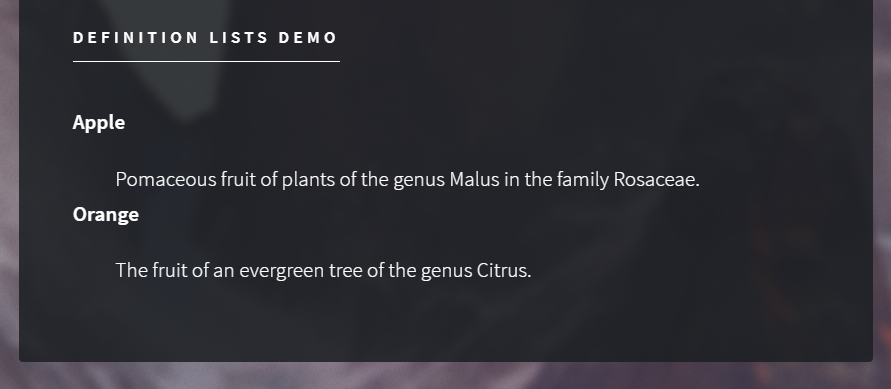 DEFINITION LISTS DEMO
Apple
Pomaceous fruit of plants of the genus Malus in the family Rosaceae.
Orange
The fruit of an evergreen tree of the genus Citrus.